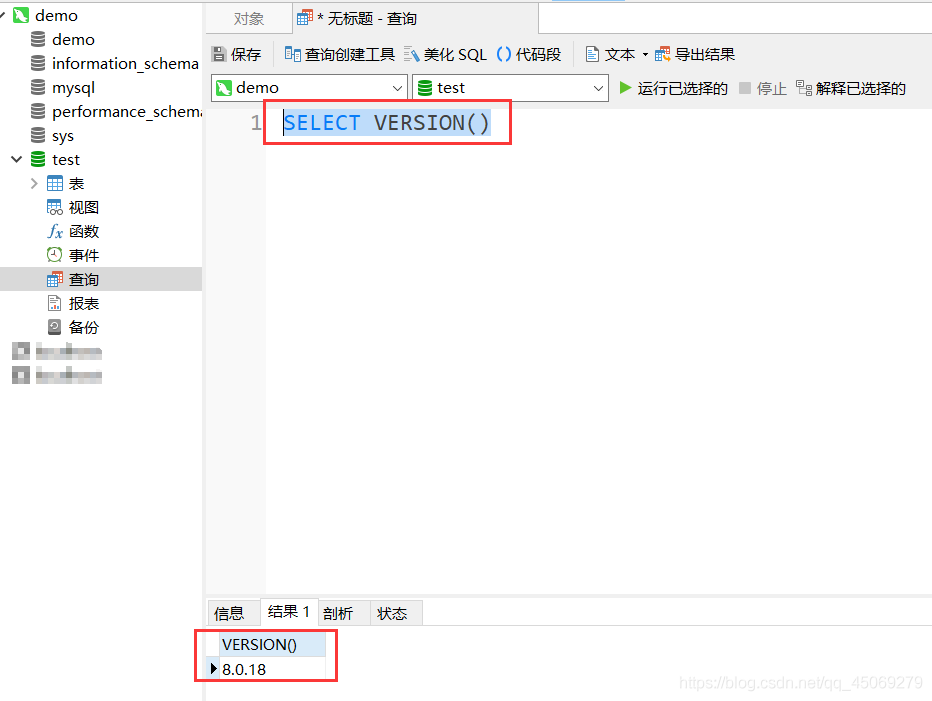 demo
demo
information_schema
mysql
performance_schema
sys
test
表
视图
fx 函数
事件
查询
报表
备份
对象 * 无标题 - 查询
保存 查询创建工具 美化 SQL () 代码段 文本 导出结果
demo test 运行已选择的 停止 解释已选择的
1 SELECT VERSION()
信息 结果 1 剖析 状态
VERSION()
8.0.18
https://blog.csdn.net/qq_45069279